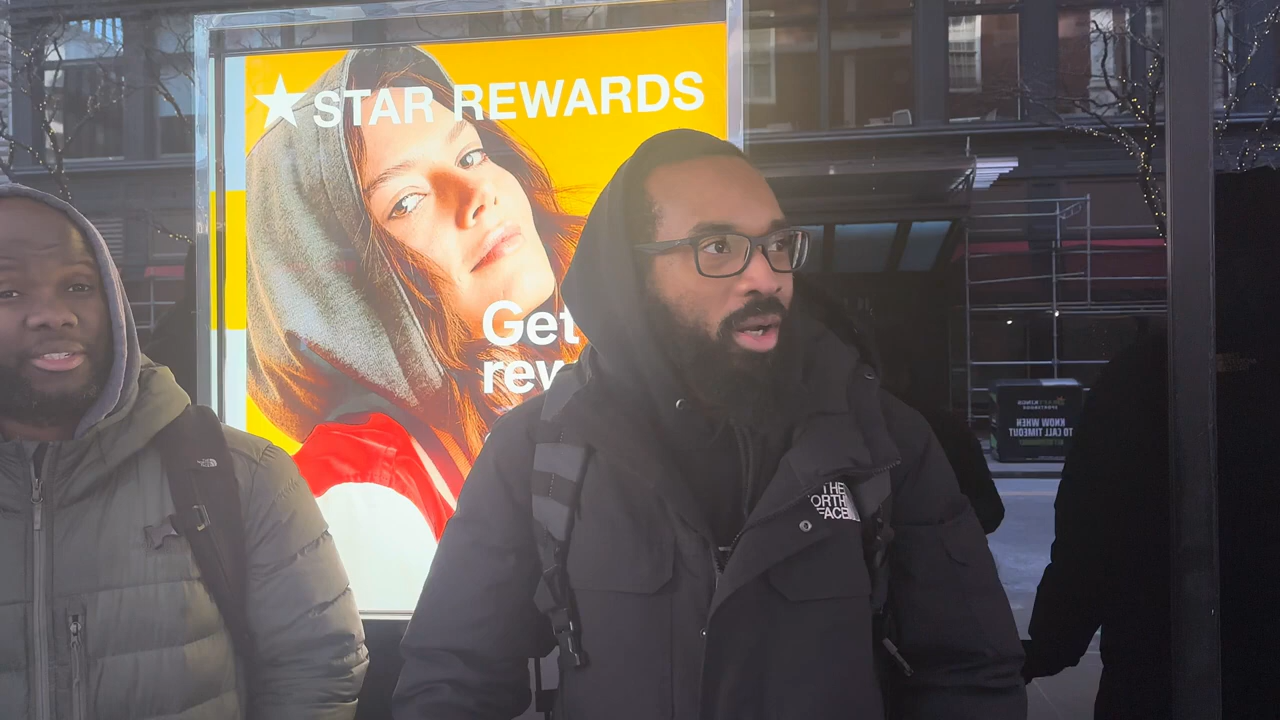 STAR REWARDS
Get
rew
THE
NORTH
FACE
KNOW WHEN
TO CALL TIMEOUT